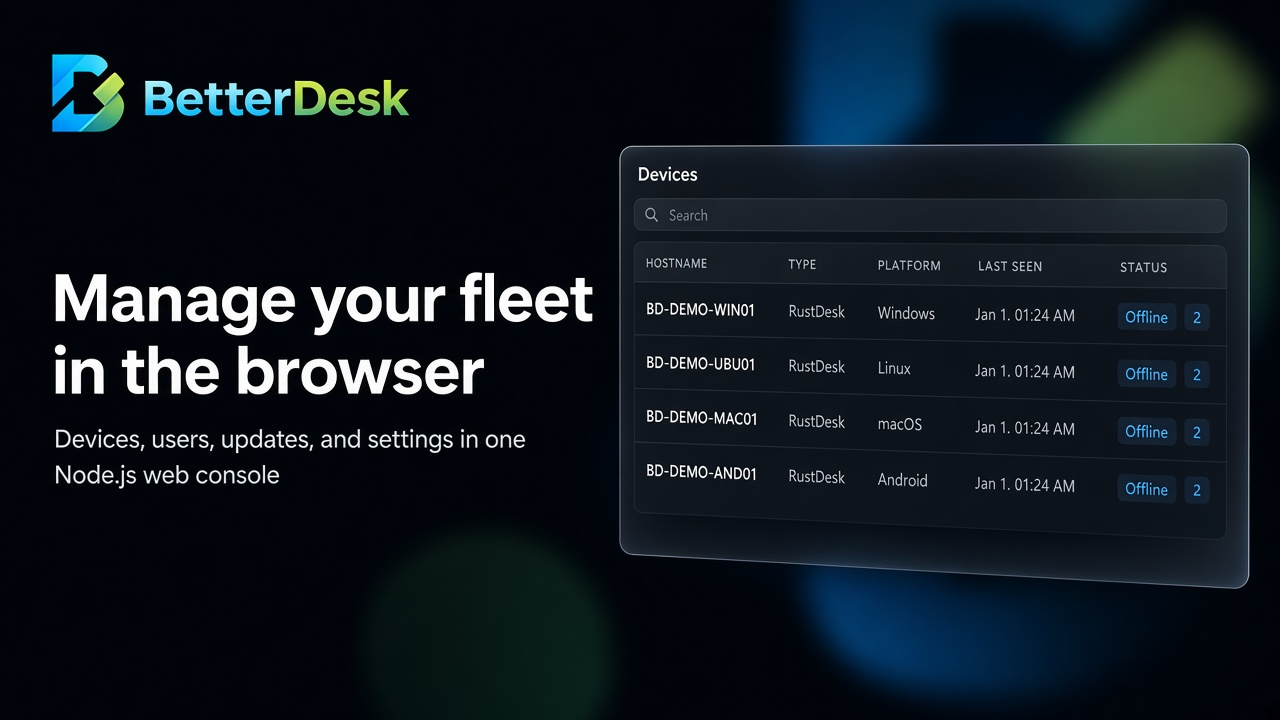 BetterDesk
Manage your fleet
in the browser
Devices, users, updates, and settings in one
Node.js web console
Devices
Search
HOSTNAME TYPE PLATFORM LAST SEEN STATUS
BD-DEMO-WIN01 RustDesk Windows Jan 1. 01:24 AM Offline 2
BD-DEMO-UBU01 RustDesk Linux Jan 1. 01:24 AM Offline 2
BD-DEMO-MAC01 RustDesk macOS Jan 1. 01:24 AM Offline 2
BD-DEMO-AND01 RustDesk Android Jan 1. 01:24 AM Offline 2